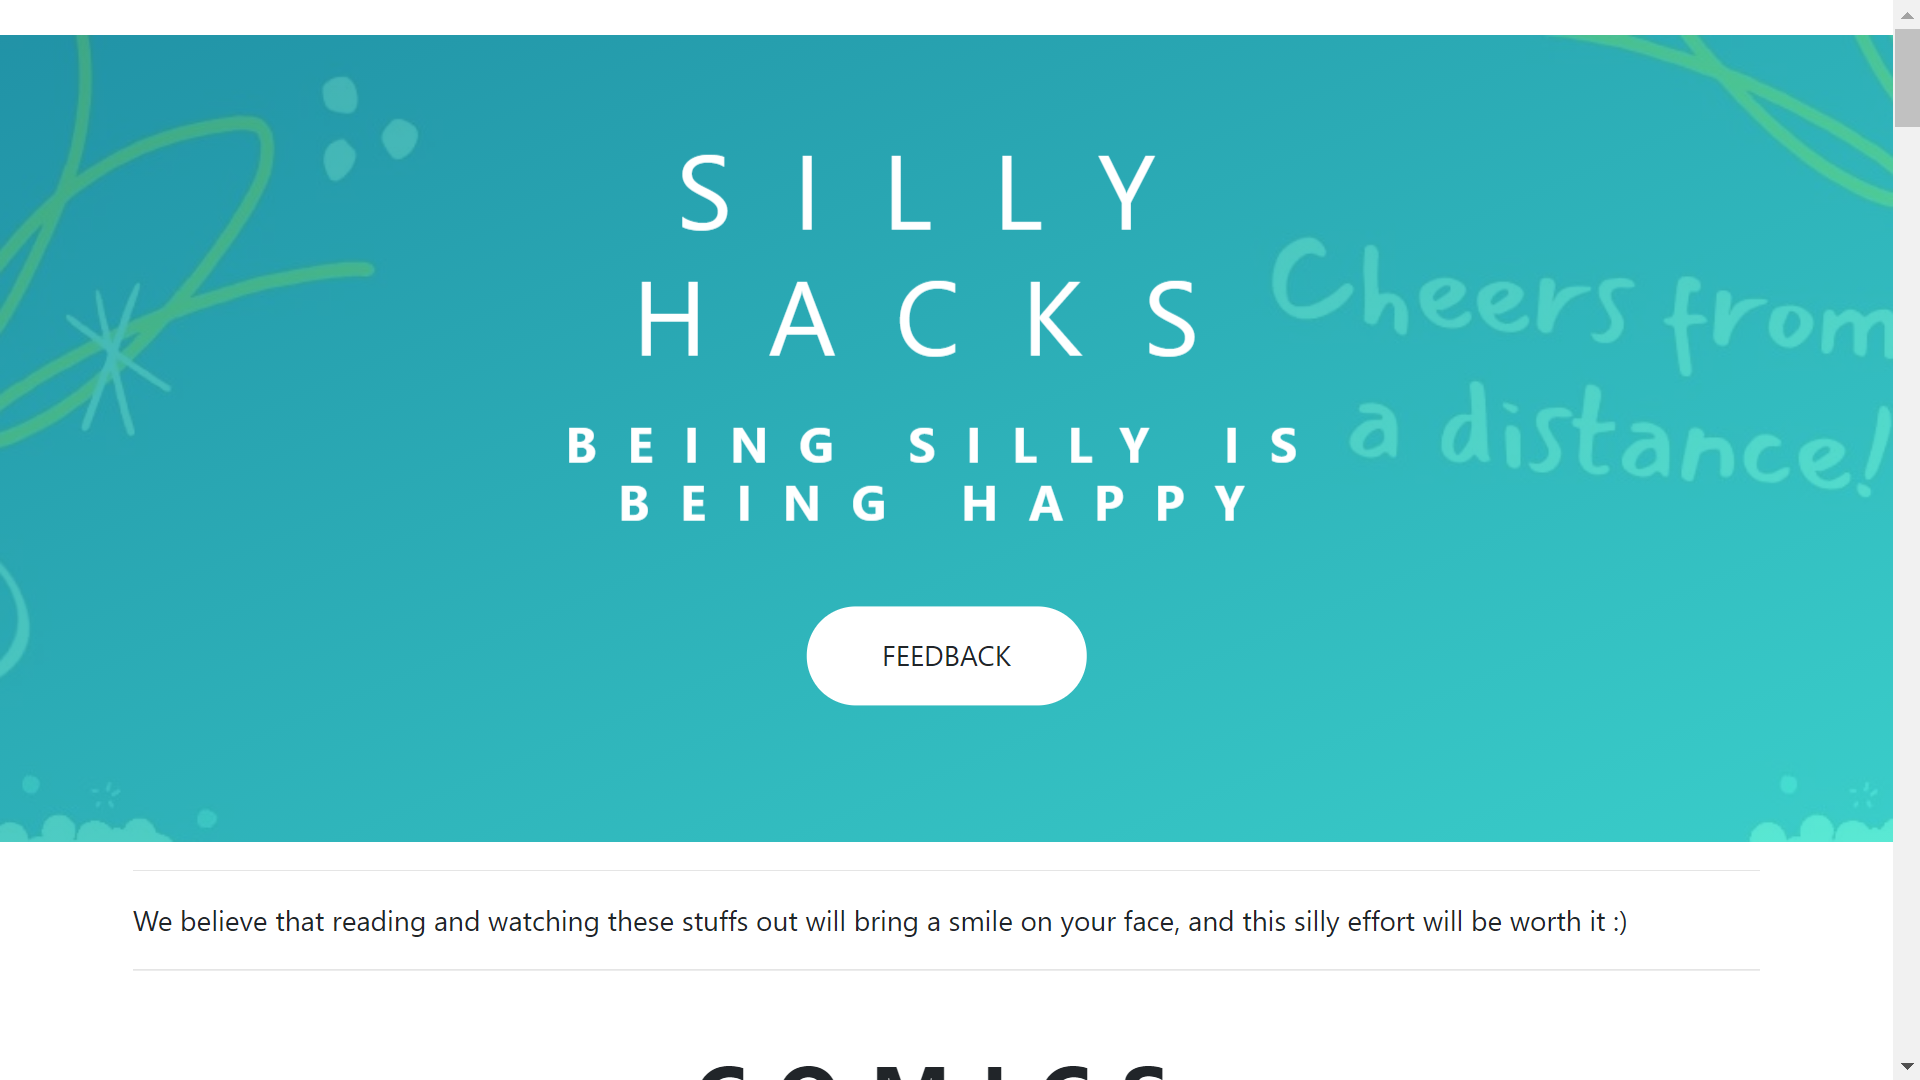 SILLY
HACKS
Cheers from
a distance!
BEING SILLY IS
BEING HAPPY
FEEDBACK
We believe that reading and watching these stuffs out will bring a smile on your face, and this silly effort will be worth it :)
COMICS